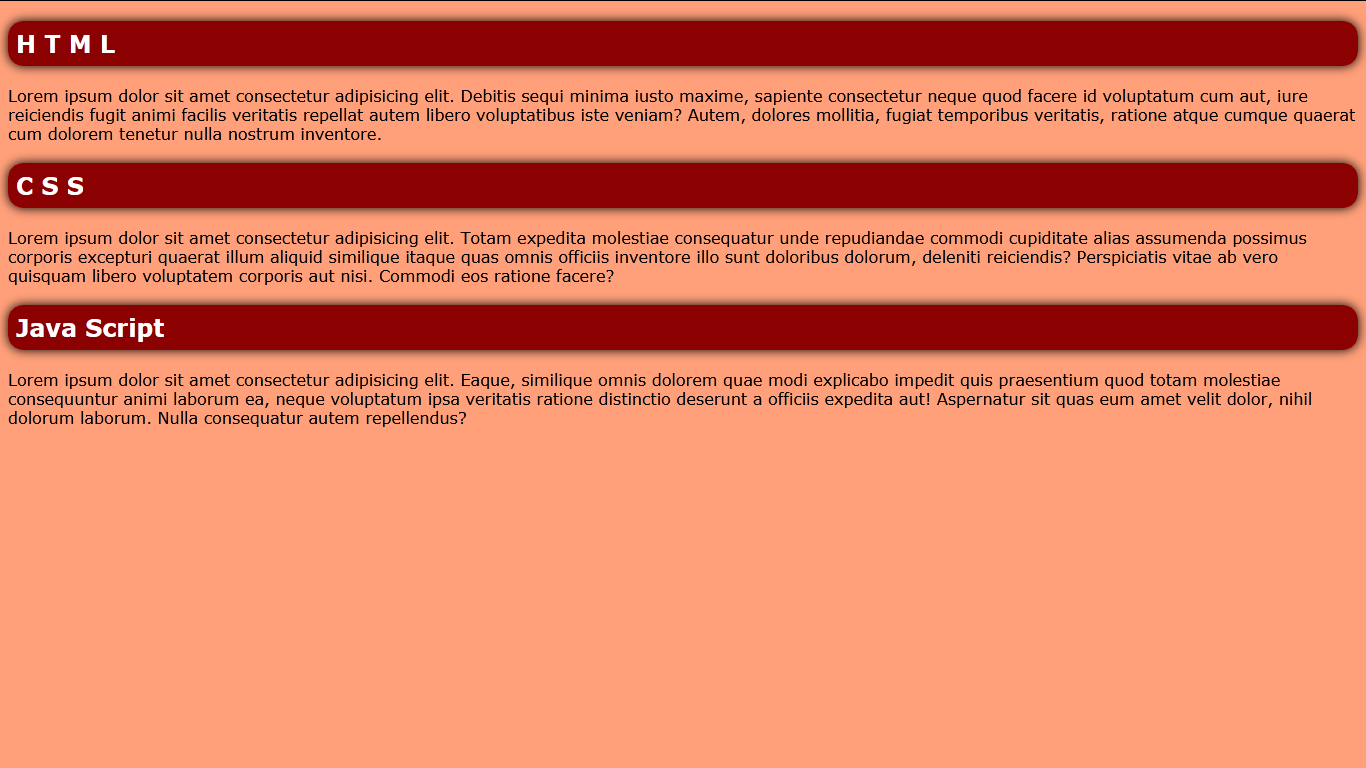 H T M L
Lorem ipsum dolor sit amet consectetur adipisicing elit. Debitis sequi minima iusto maxime, sapiente consectetur neque quod facere id voluptatum cum aut, iure
reiciendis fugit animi facilis veritatis repellat autem libero voluptatibus iste veniam? Autem, dolores mollitia, fugiat temporibus veritatis, ratione atque cumque quaerat
cum dolorem tenetur nulla nostrum inventore.
C S S
Lorem ipsum dolor sit amet consectetur adipisicing elit. Totam expedita molestiae consequatur unde repudiandae commodi cupiditate alias assumenda possimus
corporis excepturi quaerat illum aliquid similique itaque quas omnis officiis inventore illo sunt doloribus dolorum, deleniti reiciendis? Perspiciatis vitae ab vero
quisquam libero voluptatem corporis aut nisi. Commodi eos ratione facere?
Java Script
Lorem ipsum dolor sit amet consectetur adipisicing elit. Eaque, similique omnis dolorem quae modi explicabo impedit quis praesentium quod totam molestiae
consequuntur animi laborum ea, neque voluptatum ipsa veritatis ratione distinctio deserunt a officiis expedita aut! Aspernatur sit quas eum amet velit dolor, nihil
dolorum laborum. Nulla consequatur autem repellendus?